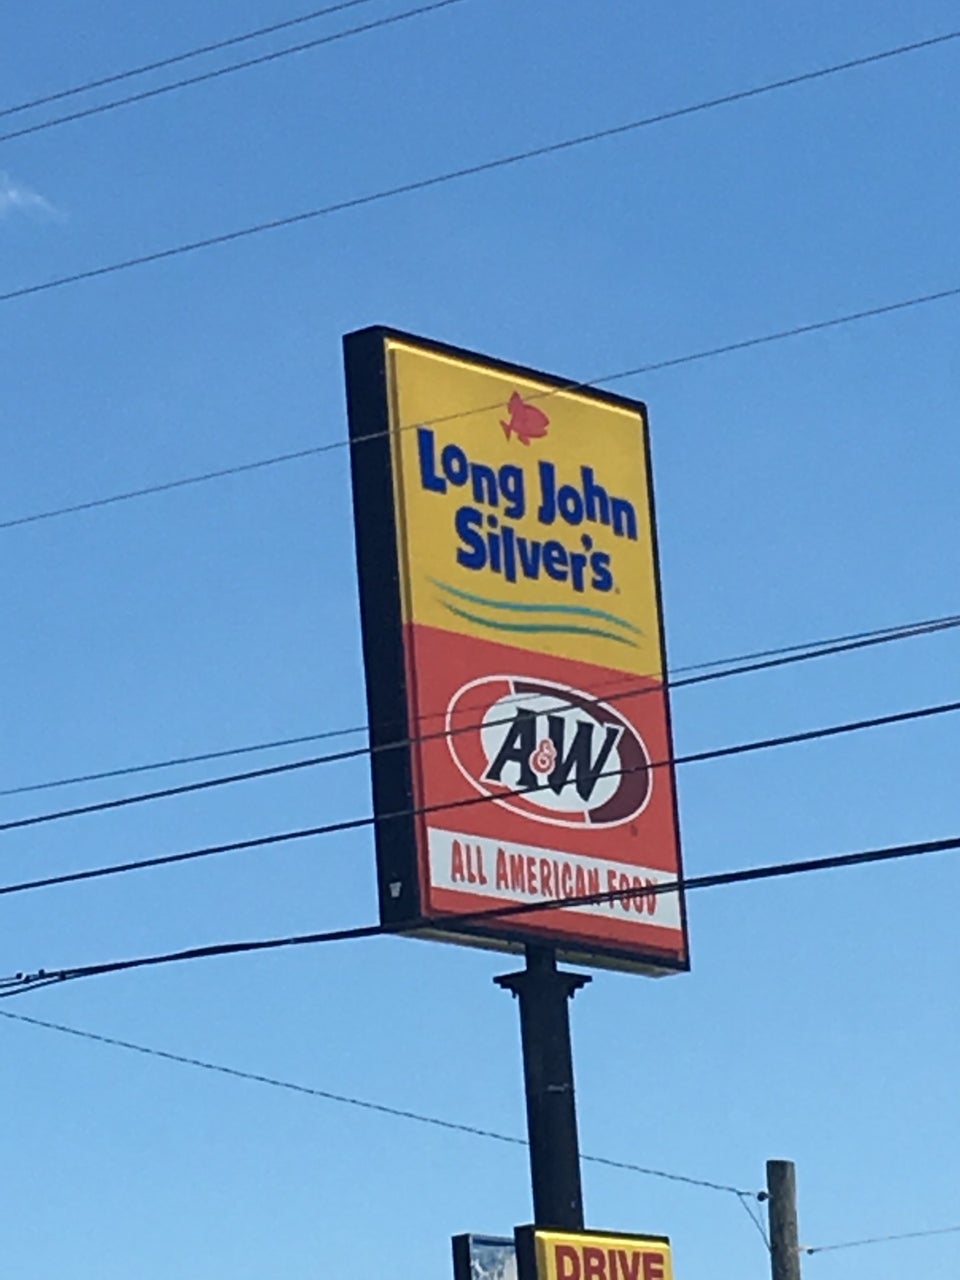 Long John
Silver's
A&W
ALL AMERICAN FOOD
DRIVE